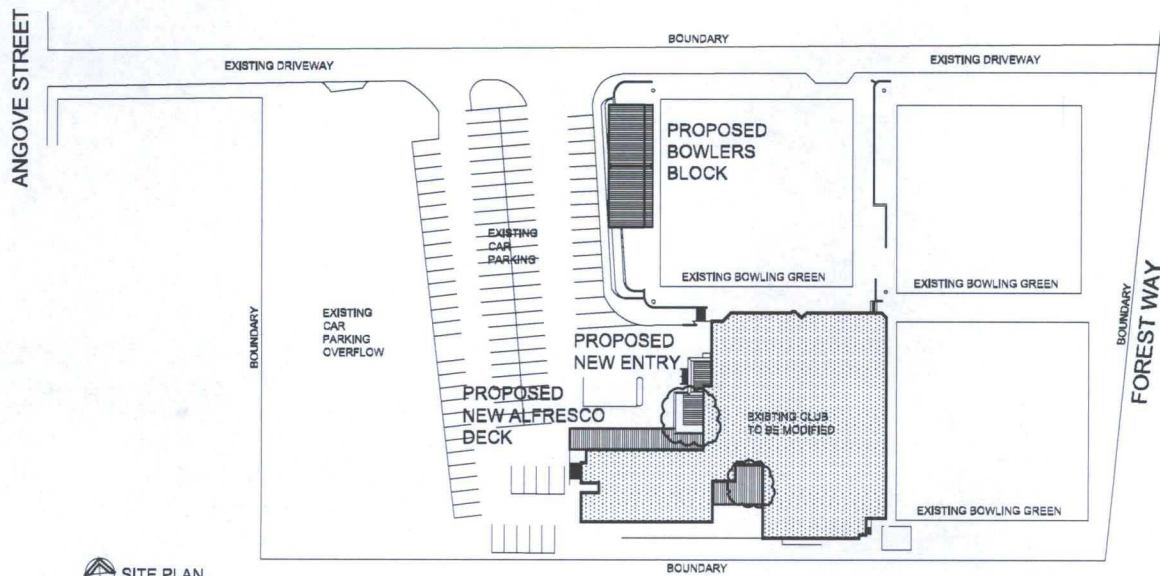 BOUNDARY
ANGOVE STREET
EXISTING DRIVEWAY
EXISTING DRIVEWAY
PROPOSED
BOWLERS
BLOCK
EXISTING
CAR
PARKING
EXISTING BOWLING GREEN
EXISTING BOWLING GREEN
BOUNDARY
EXISTING
CAR
PARKING
OVERFLOW
BOUNDARY
FOREST WAY
PROPOSED
NEW ENTRY
PROPOSED
NEW ALFRESCO
DECK
EXISTING CLUB
TO BE MODIFIED
EXISTING BOWLING GREEN
BOUNDARY
SITE PLAN